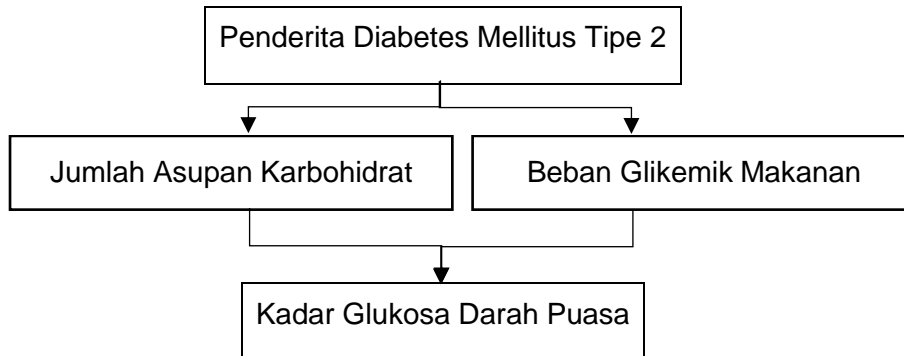 Penderita Diabetes Mellitus Tipe 2
Jumlah Asupan Karbohidrat
Beban Glikemik Makanan
Kadar Glukosa Darah Puasa